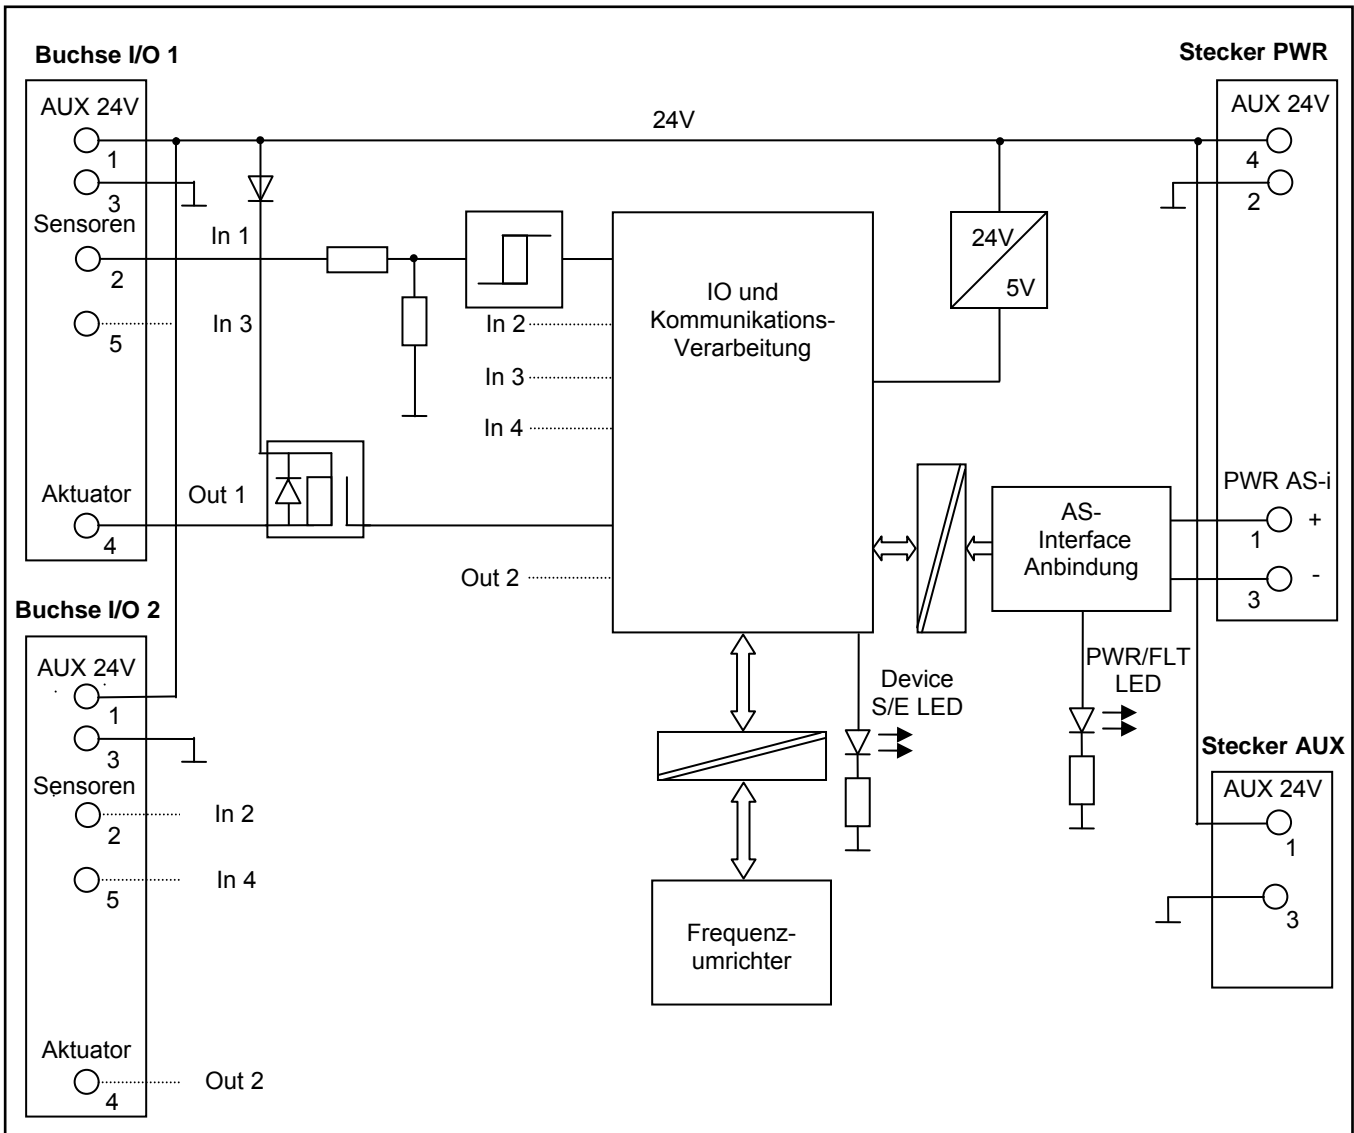 Buchse I/O 1
AUX 24V
1
3
Sensoren
2
5
Aktuator
4
In 1
In 3
Out 1
24V
In 2
In 3
In 4
Out 2
IO und
Kommunikations-
Verarbeitung
24V
5V
Stecker PWR
AUX 24V
4
2
PWR AS-i
1
+
3
-
AS-
Interface
Anbindung
Buchse I/O 2
AUX 24V
1
3
Sensoren
2
In 2
5
In 4
Aktuator
4
Out 2
Device
S/E LED
PWR/FLT
LED
Frequenz-
umrichter
Stecker AUX
AUX 24V
1
3